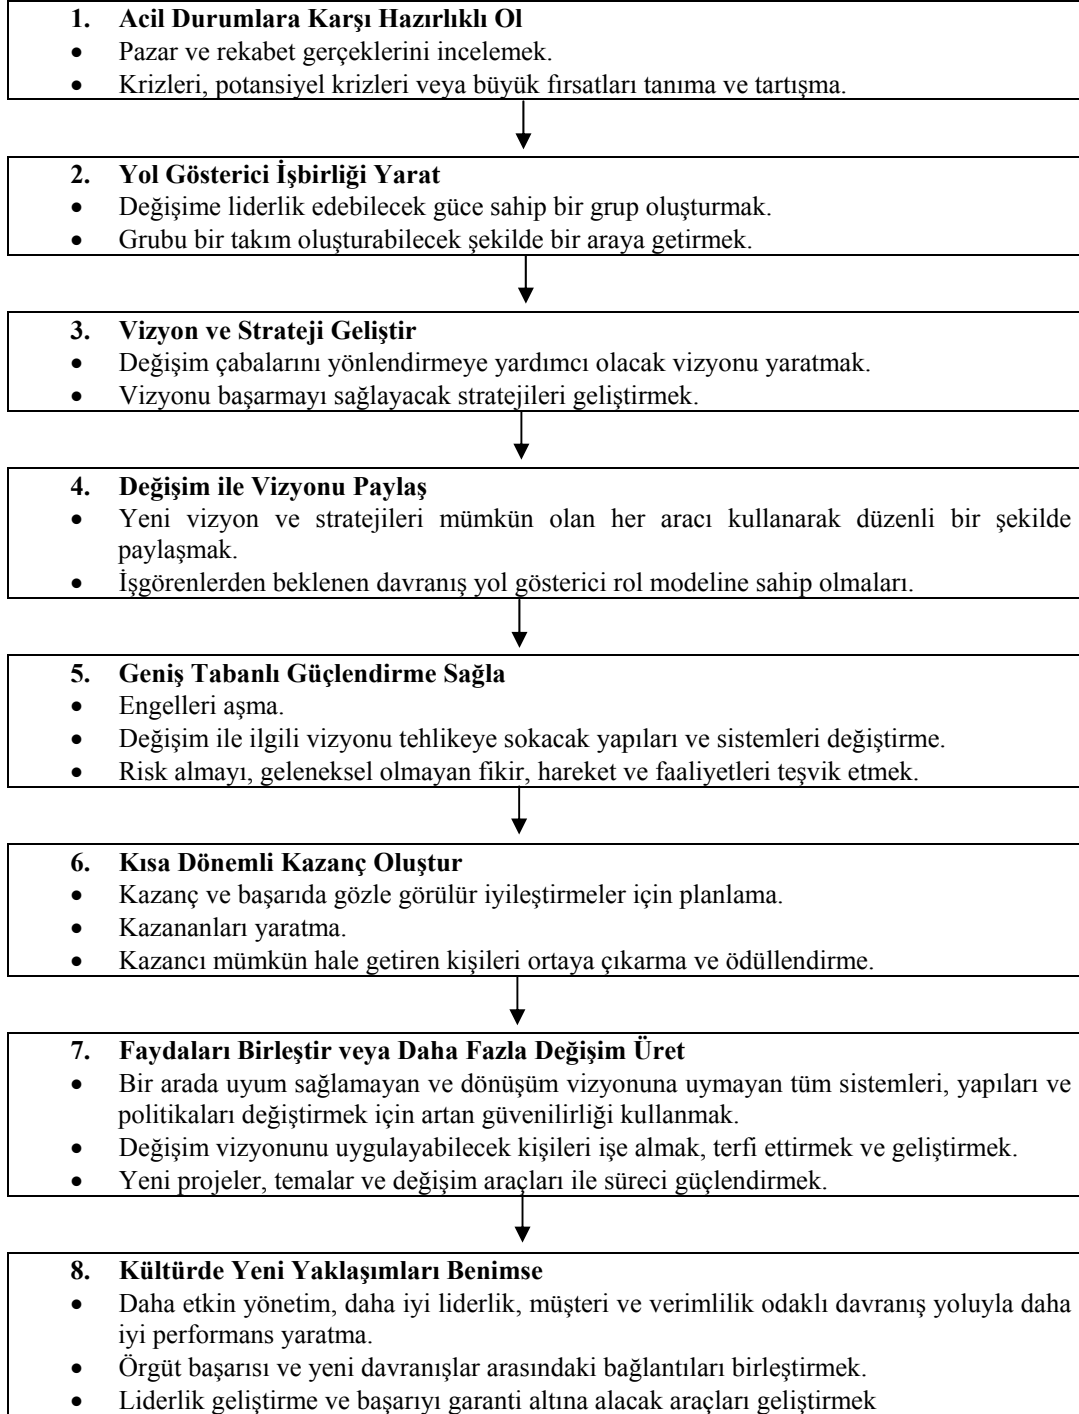 1. Acil Durumlara Karşı Hazırlıklı Ol
• Pazar ve rekabet gerçeklerini incelemek.
• Krizleri, potansiyel krizleri veya büyük fırsatları tanıma ve tartışma.
2. Yol Gösterici İşbirliği Yarat
• Değişime liderlik edebilecek güce sahip bir grup oluşturmak.
• Grubu bir takım oluşturabilecek şekilde bir araya getirmek.
3. Vizyon ve Strateji Geliştir
• Değişim çabalarını yönlendirmeye yardımcı olacak vizyonu yaratmak.
• Vizyonu başarmayı sağlayacak stratejileri geliştirmek.
4. Değişim ile Vizyonu Paylaş
• Yeni vizyon ve stratejileri mümkün olan her aracı kullanarak düzenli bir şekilde
paylaşmak.
• İşgörenlerden beklenen davranış yol gösterici rol modeline sahip olmaları.
5. Geniş Tabanlı Güçlendirme Sağla
• Engelleri aşma.
• Değişim ile ilgili vizyonu tehlikeye sokacak yapıları ve sistemleri değiştirme.
• Risk almayı, geleneksel olmayan fikir, hareket ve faaliyetleri teşvik etmek.
6. Kısa Dönemli Kazanç Oluştur
• Kazanç ve başarıda gözle görülür iyileştirmeler için planlama.
• Kazananları yaratma.
• Kazancı mümkün hale getiren kişileri ortaya çıkarma ve ödüllendirme.
7. Faydaları Birleştir veya Daha Fazla Değişim Üret
• Bir arada uyum sağlamayan ve dönüşüm vizyonuna uymayan tüm sistemleri, yapıları ve
politikaları değiştirmek için artan güvenilirliği kullanmak.
• Değişim vizyonunu uygulayabilecek kişileri işe almak, terfi ettirmek ve geliştirmek.
• Yeni projeler, temalar ve değişim araçları ile süreci güçlendirmek.
8. Kültürde Yeni Yaklaşımları Benimse
• Daha etkin yönetim, daha iyi liderlik, müşteri ve verimlilik odaklı davranış yoluyla daha
iyi performans yaratma.
• Örgüt başarısı ve yeni davranışlar arasındaki bağlantıları birleştirmek.
• Liderlik geliştirme ve başarıyı garanti altına alacak araçları geliştirmek